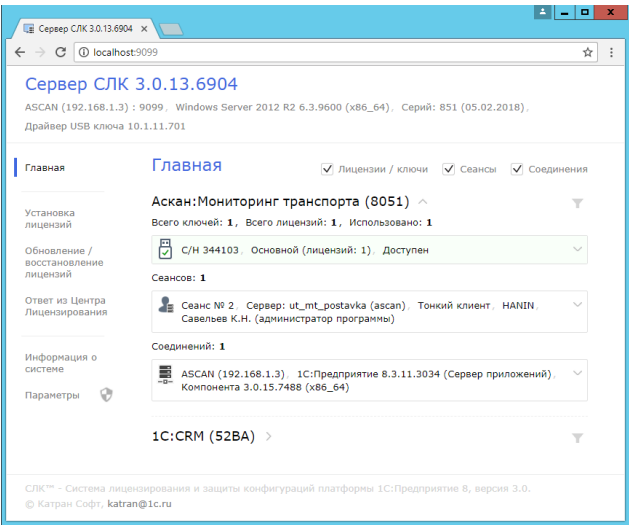 Сервер СЛК 3.0.13.6904
localhost:9099
Сервер СЛК 3.0.13.6904
ASCAN (192.168.1.3) : 9099, Windows Server 2012 R2 6.3.9600 (x86_64), Серий: 851 (05.02.2018),
Драйвер USB ключа 10.1.11.701
Главная
Установка
лицензий
Обновление /
восстановление
лицензий
Ответ из Центра
Лицензирования
Информация о
системе
Параметры
Главная
Лицензии / ключи Сеансы Соединения
Аскан:Мониторинг транспорта (8051)
Всего ключей: 1, Всего лицензий: 1, Использовано: 1
С/Н 344103, Основной (лицензий: 1), Доступен
Сеансов: 1
Сеанс № 2, Сервер: ut_mt_postavka (ascan), Тонкий клиент, HANIN,
Савельев К.Н. (администратор программы)
Соединений: 1
ASCAN (192.168.1.3), 1С:Предприятие 8.3.11.3034 (Сервер приложений),
Компонента 3.0.15.7488 (x86_64)
1C:CRM (52BA)
СЛК™ - Система лицензирования и защиты конфигураций платформы 1С:Предприятие 8, версия 3.0.
© Катран Софт, katran@1c.ru